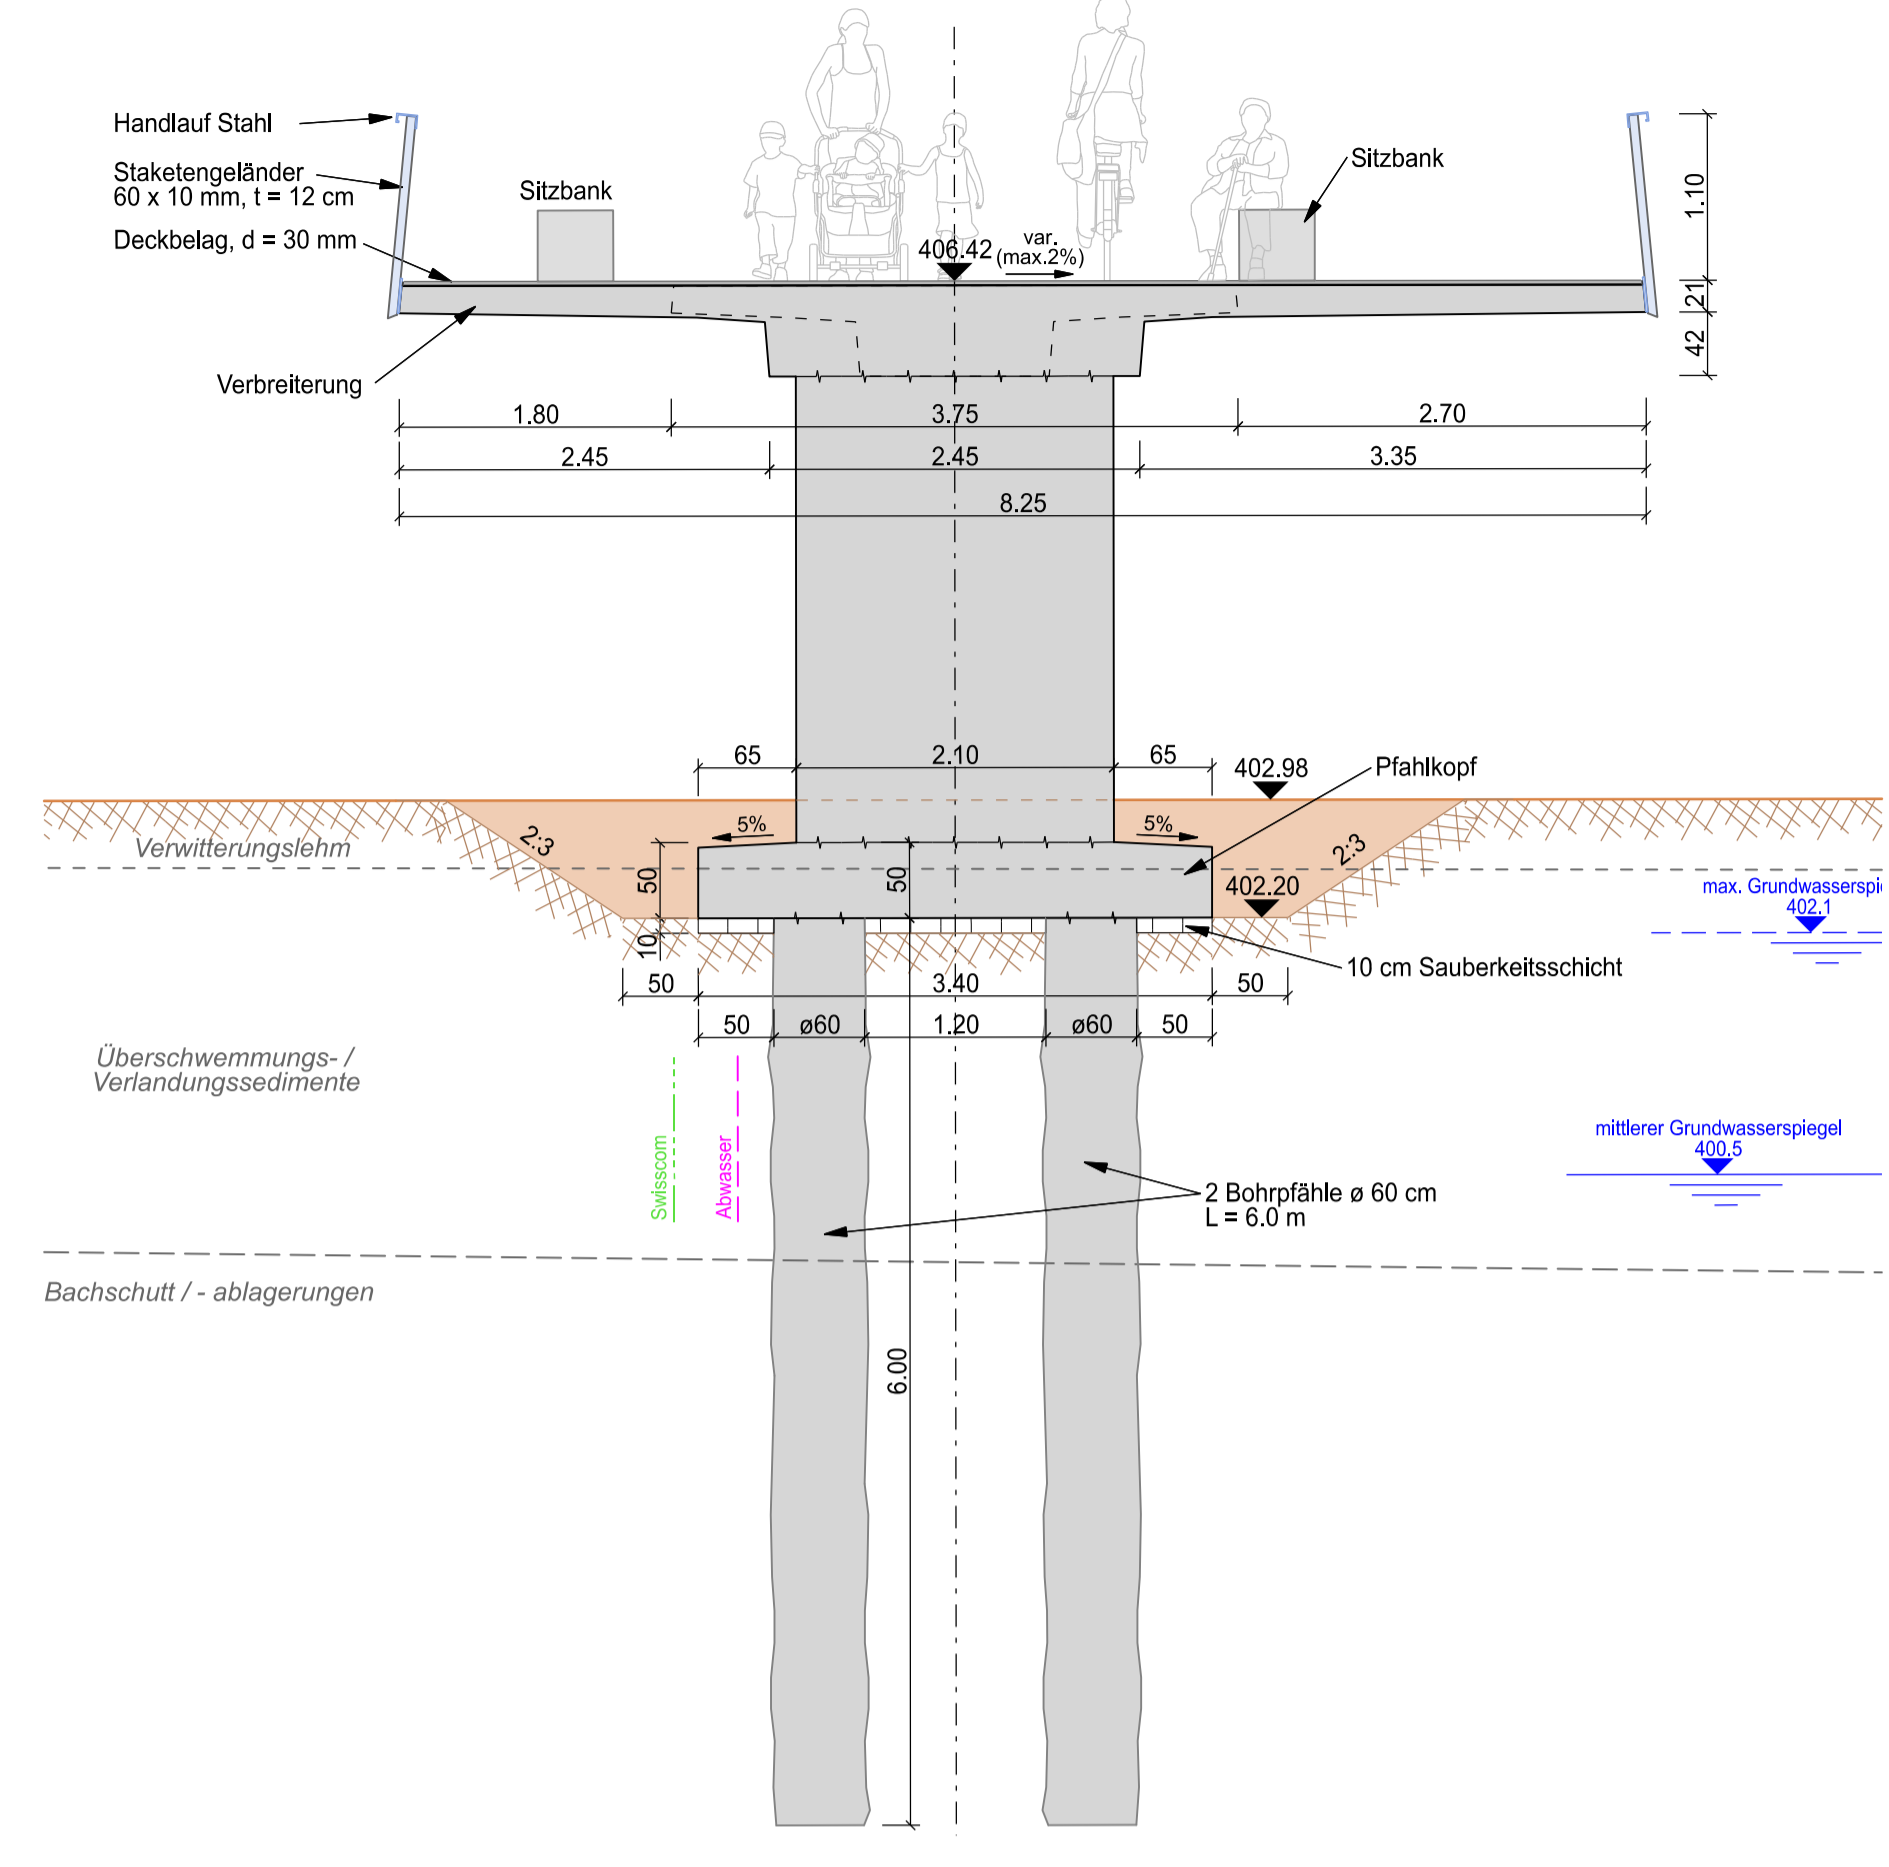 Handlauf Stahl
Staketengeländer
60 x 10 mm, t = 12 cm
Deckbelag, d = 30 mm
Sitzbank
Sitzbank
406.42
var.
(max.2%)
1.10
21
42
Verbreiterung
1.80
3.75
2.70
2.45
2.45
3.35
8.25
65
2.10
65
402.98
Pfahlkopf
5%
5%
2:3
2:3
Verwitterungslehm
50
50
402.20
max. Grundwasserspie
402.1
10
10 cm Sauberkeitsschicht
50
3.40
50
50
ø60
1.20
ø60
50
Überschwemmungs- /
Verlandungssedimente
Swisscom
Abwasser
mittlerer Grundwasserspiegel
400.5
2 Bohrpfähle ø 60 cm
L = 6.0 m
Bachschutt / - ablagerungen
6.00